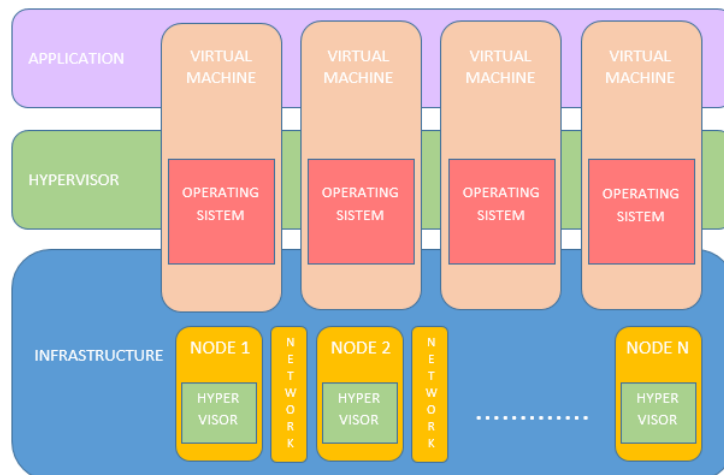 APPLICATION
VIRTUAL
MACHINE
VIRTUAL
MACHINE
VIRTUAL
MACHINE
VIRTUAL
MACHINE
HYPERVISOR
OPERATING
SISTEM
OPERATING
SISTEM
OPERATING
SISTEM
OPERATING
SISTEM
INFRASTRUCTURE
NODE 1
HYPER
VISOR
N
E
T
W
O
R
K
NODE 2
HYPER
VISOR
N
E
T
W
O
R
K
..............
NODE N
HYPER
VISOR